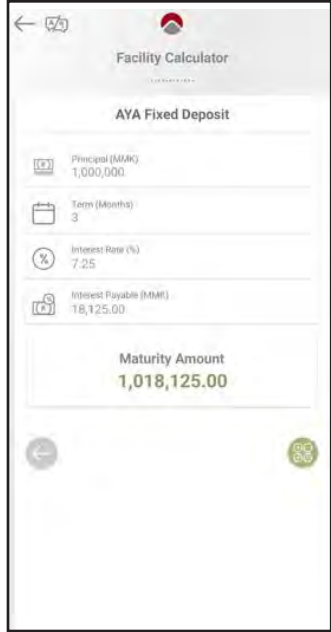 Facility Calculator
AYA Fixed Deposit
Principal (MMK)
1,000,000
Term (Months)
3
Interest Rate (%)
7.25
Interest Payable (MMK)
18,125.00
Maturity Amount
1,018,125.00